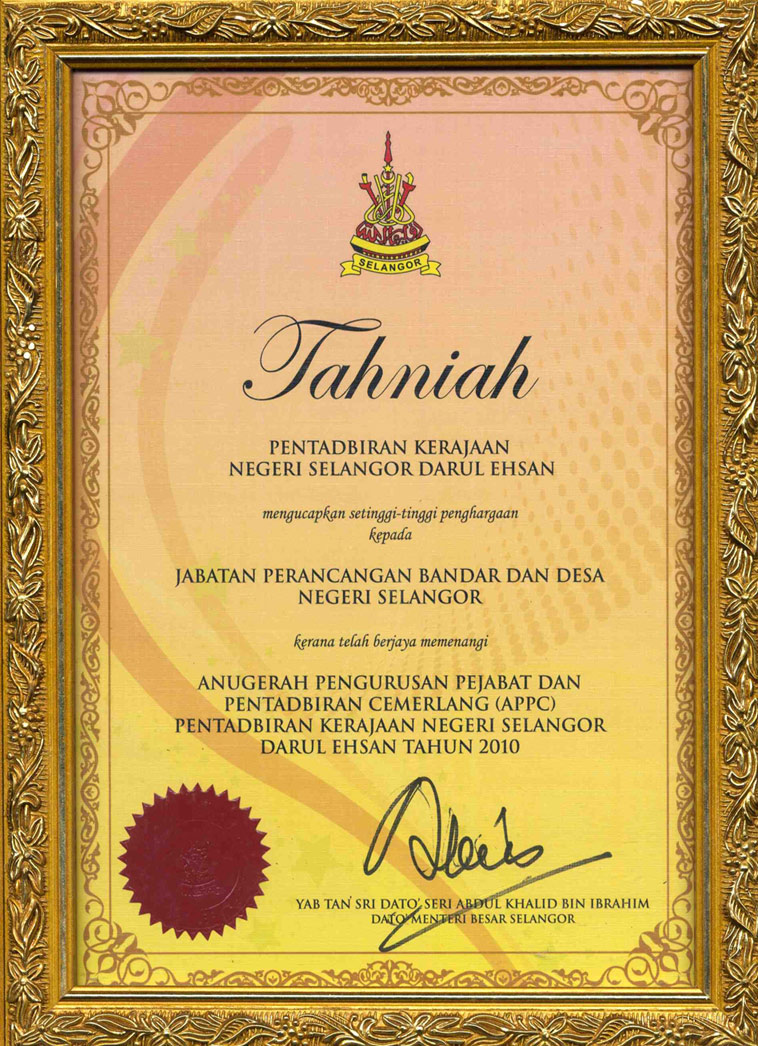 SELANGOR
Tahniah
PENTADBIRAN KERAJAAN
NEGERI SELANGOR DARUL EHSAN
mengucapkan setinggi-tinggi penghargaan
kepada
JABATAN PERANCANGAN BANDAR DAN DESA
NEGERI SELANGOR
kerana telah berjaya memenangi
ANUGERAH PENGURUSAN PEJABAT DAN
PENTADBIRAN CEMERLANG (APPC)
PENTADBIRAN KERAJAAN NEGERI SELANGOR
DARUL EHSAN TAHUN 2010
YAB TAN' SRI DATO', SERI ABDUL KHALID BIN IBRAHIM
DATO' MENTERI BESAR SELANGOR